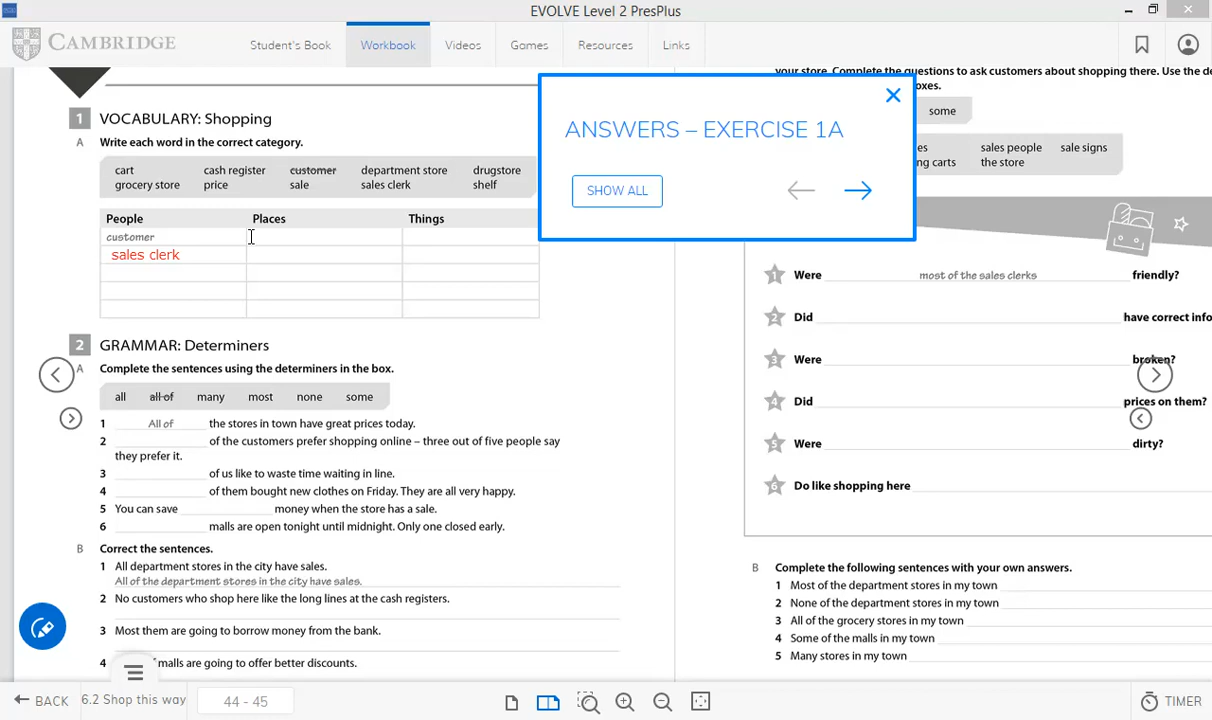 EVOLVE Level 2 PresPlus
CAMBRIDGE
Student's Book
Workbook
Videos
Games
Resources
Links
1 VOCABULARY: Shopping
A Write each word in the correct category.
cart cash register customer department store drugstore
grocery store price sale sales clerk shelf
People Places Things
customer
sales clerk
2 GRAMMAR: Determiners
A Complete the sentences using the determiners in the box.
all all of many most none some
1 All of the stores in town have great prices today.
2 of the customers prefer shopping online – three out of five people say
they prefer it.
3 of us like to waste time waiting in line.
4 of them bought new clothes on Friday. They are all very happy.
5 You can save money when the store has a sale.
6 malls are open tonight until midnight. Only one closed early.
B Correct the sentences.
1 All department stores in the city have sales.
All of the department stores in the city have sales.
2 No customers who shop here like the long lines at the cash registers.
3 Most them are going to borrow money from the bank.
4 malls are going to offer better discounts.
ANSWERS – EXERCISE 1A
SHOW ALL
your store. Complete the questions to ask customers about shopping there. Use the de
oxes.
some
es sales people sale signs
ng carts the store
1 Were most of the sales clerks friendly?
2 Did have correct info
3 Were broken?
4 Did prices on them?
5 Were dirty?
6 Do like shopping here
B Complete the following sentences with your own answers.
1 Most of the department stores in my town
2 None of the department stores in my town
3 All of the grocery stores in my town
4 Some of the malls in my town
5 Many stores in my town
BACK
6.2 Shop this way
44 - 45
TIMER